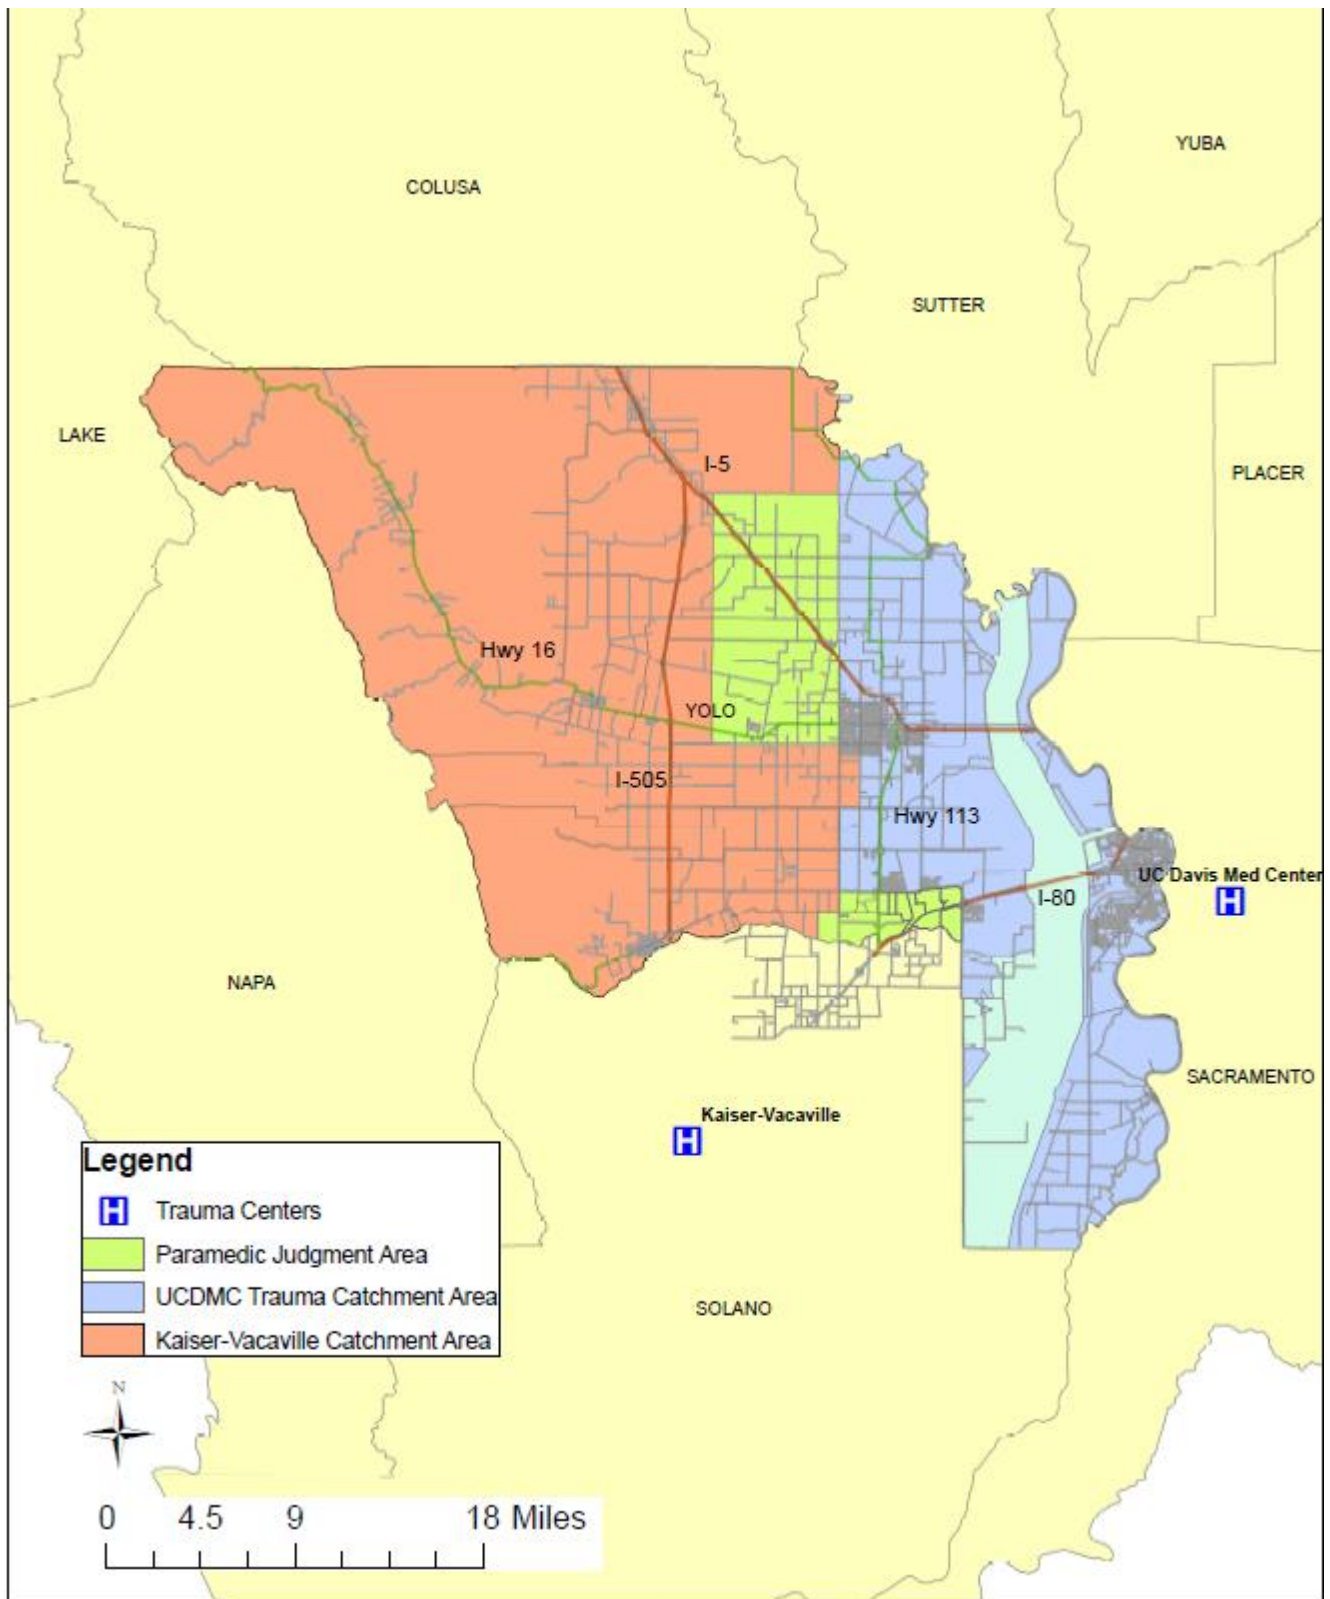 YUBA
COLUSA
SUTTER
LAKE
I-5
PLACER
Hwy 16
YOLO
I-505
Hwy 113
UC Davis Med Center
H
I-80
NAPA
SACRAMENTO
Kaiser-Vacaville
H
Legend
H Trauma Centers
Paramedic Judgment Area
UCDMC Trauma Catchment Area
Kaiser-Vacaville Catchment Area
SOLANO
N
0 4.5 9 18 Miles